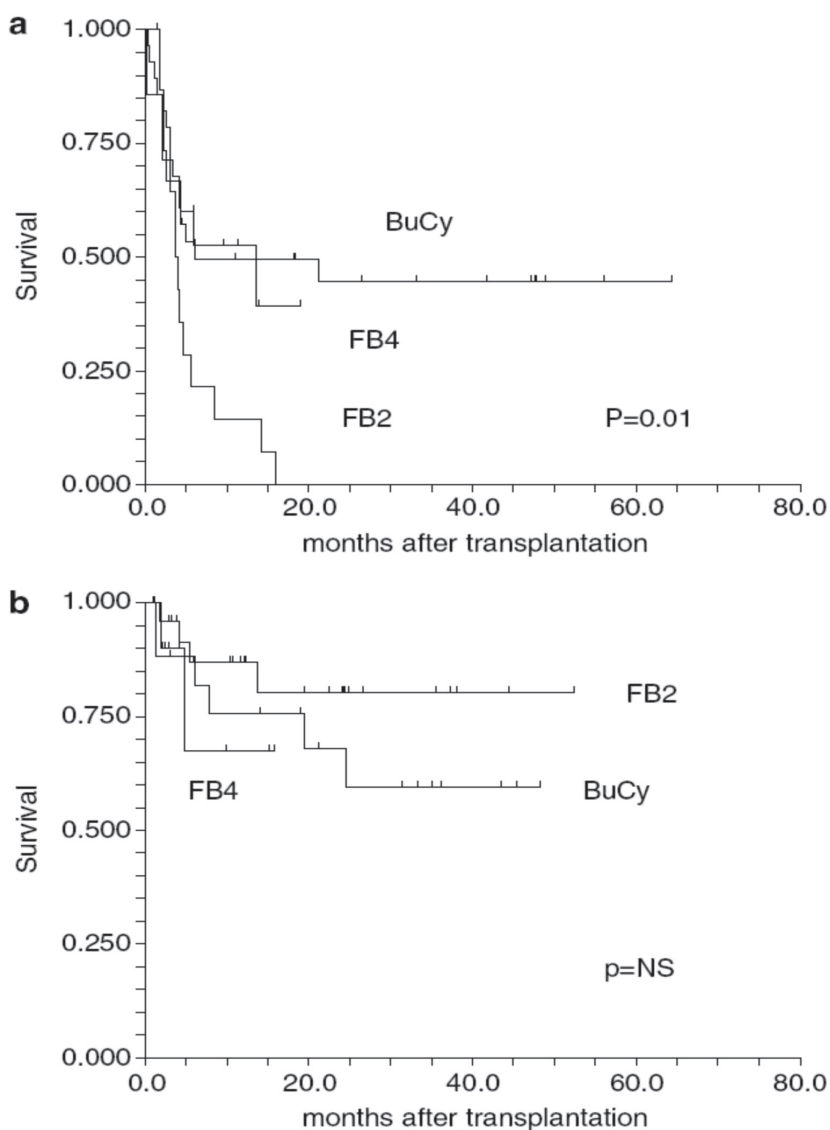 a
1.000
0.750
0.500
0.250
0.000
Survival
BuCy
FB4
FB2
P=0.01
0.0 20.0 40.0 60.0 80.0
months after transplantation
b
1.000
0.750
0.500
0.250
0.000
Survival
FB2
FB4
BuCy
p=NS
0.0 20.0 40.0 60.0 80.0
months after transplantation